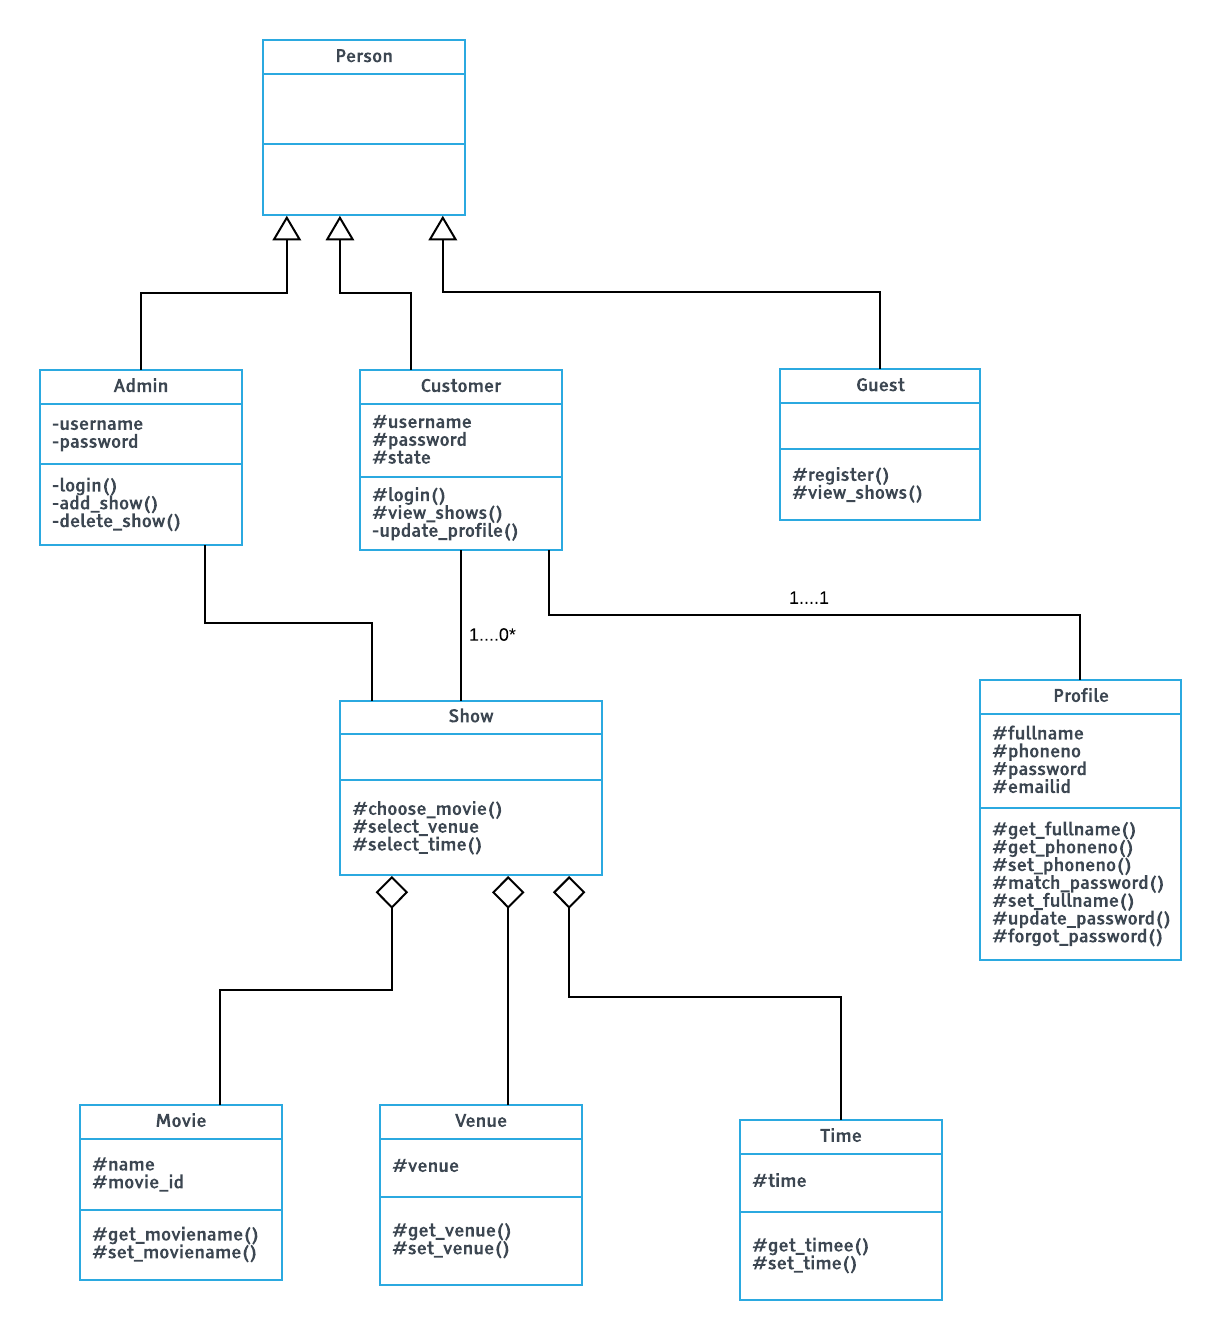 Person
Admin
-username
-password
-login()
-add_show()
-delete_show()
Customer
#username
#password
#state
#login()
#view_shows()
-update_profile()
Guest
#register()
#view_shows()
1....1
1....0*
Show
#choose_movie()
#select_venue
#select_time()
Profile
#fullname
#phoneno
#password
#emailid
#get_fullname()
#get_phoneno()
#set_phoneno()
#match_password()
#set_fullname()
#update_password()
#forgot_password()
Movie
#name
#movie_id
#get_moviename()
#set_moviename()
Venue
#venue
#get_venue()
#set_venue()
Time
#time
#get_timee()
#set_time()